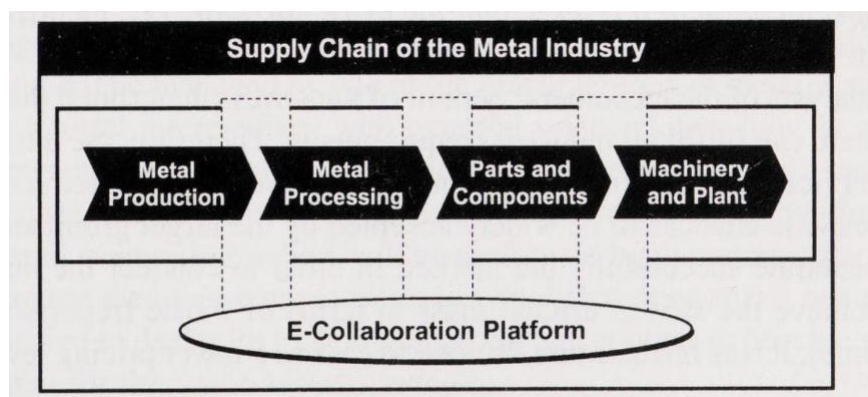 Supply Chain of the Metal Industry
Metal
Production
Metal
Processing
Parts and
Components
Machinery
and Plant
E-Collaboration Platform